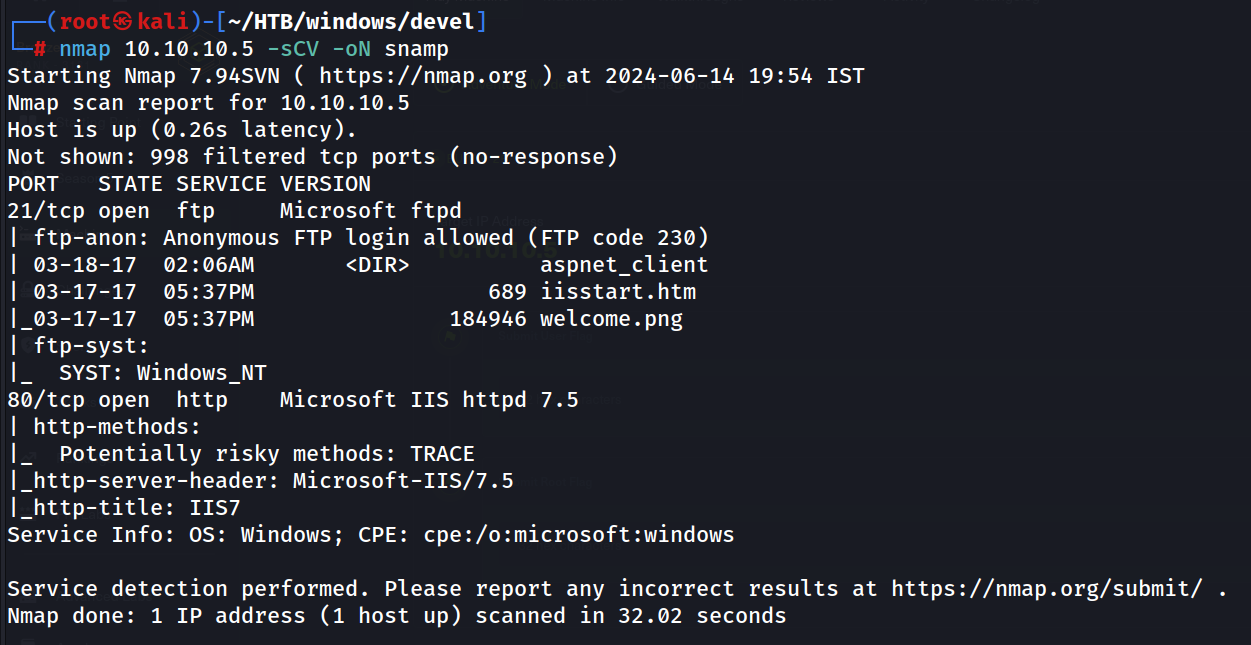 ┌──(root㉿kali)-[~/HTB/windows/devel]
└─# nmap 10.10.10.5 -sCV -oN snamp
Starting Nmap 7.94SVN ( https://nmap.org ) at 2024-06-14 19:54 IST
Nmap scan report for 10.10.10.5
Host is up (0.26s latency).
Not shown: 998 filtered tcp ports (no-response)
PORT   STATE SERVICE VERSION
21/tcp open  ftp     Microsoft ftpd
| ftp-anon: Anonymous FTP login allowed (FTP code 230)
| 03-18-17  02:06AM       <DIR>          aspnet_client
| 03-17-17  05:37PM                  689 iisstart.htm
|_03-17-17  05:37PM               184946 welcome.png
| ftp-syst:
|_  SYST: Windows_NT
80/tcp open  http    Microsoft IIS httpd 7.5
| http-methods:
|_  Potentially risky methods: TRACE
|_http-server-header: Microsoft-IIS/7.5
|_http-title: IIS7
Service Info: OS: Windows; CPE: cpe:/o:microsoft:windows

Service detection performed. Please report any incorrect results at https://nmap.org/submit/ .
Nmap done: 1 IP address (1 host up) scanned in 32.02 seconds